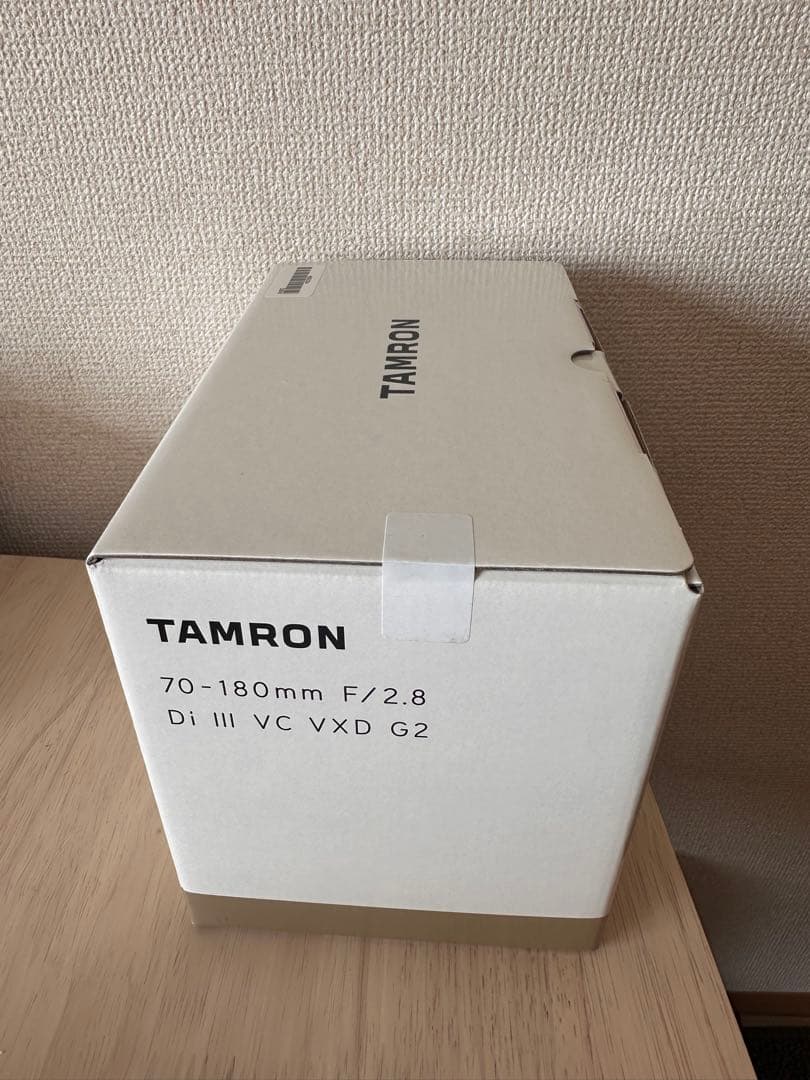 TAMRON
TAMRON
70-180mm F/2.8
Di III VC VXD G2